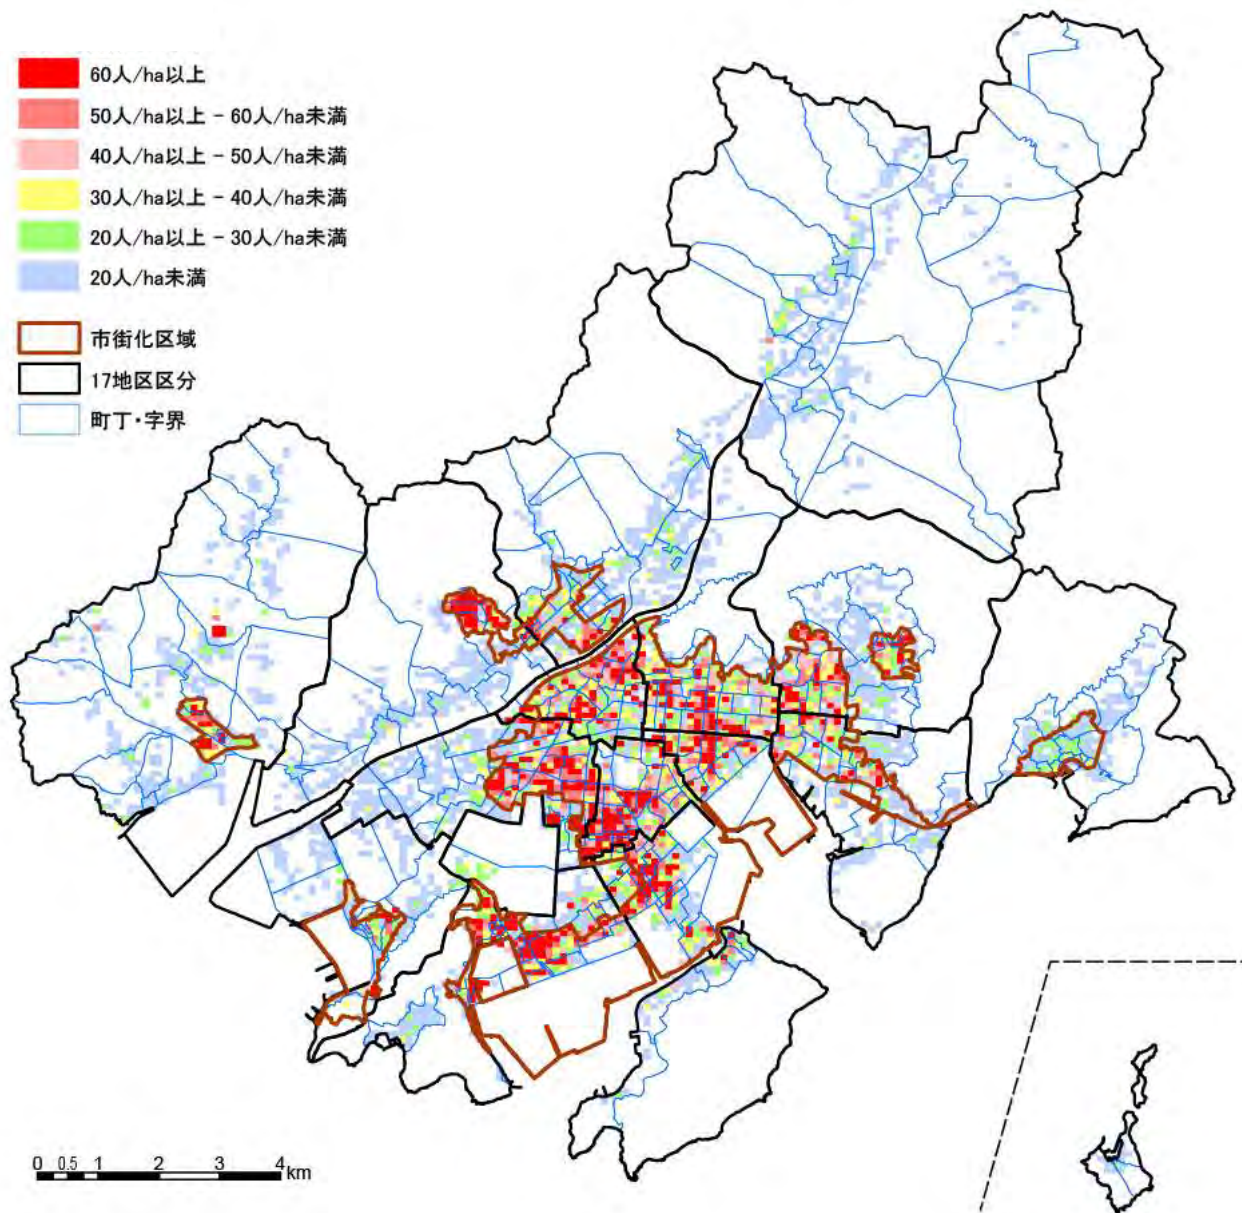 60人/ha以上
50人/ha以上 - 60人/ha未満
40人/ha以上 - 50人/ha未満
30人/ha以上 - 40人/ha未満
20人/ha以上 - 30人/ha未満
20人/ha未満
市街化区域
17地区区分
町丁・字界
0 0.5 1 2 3 4 km